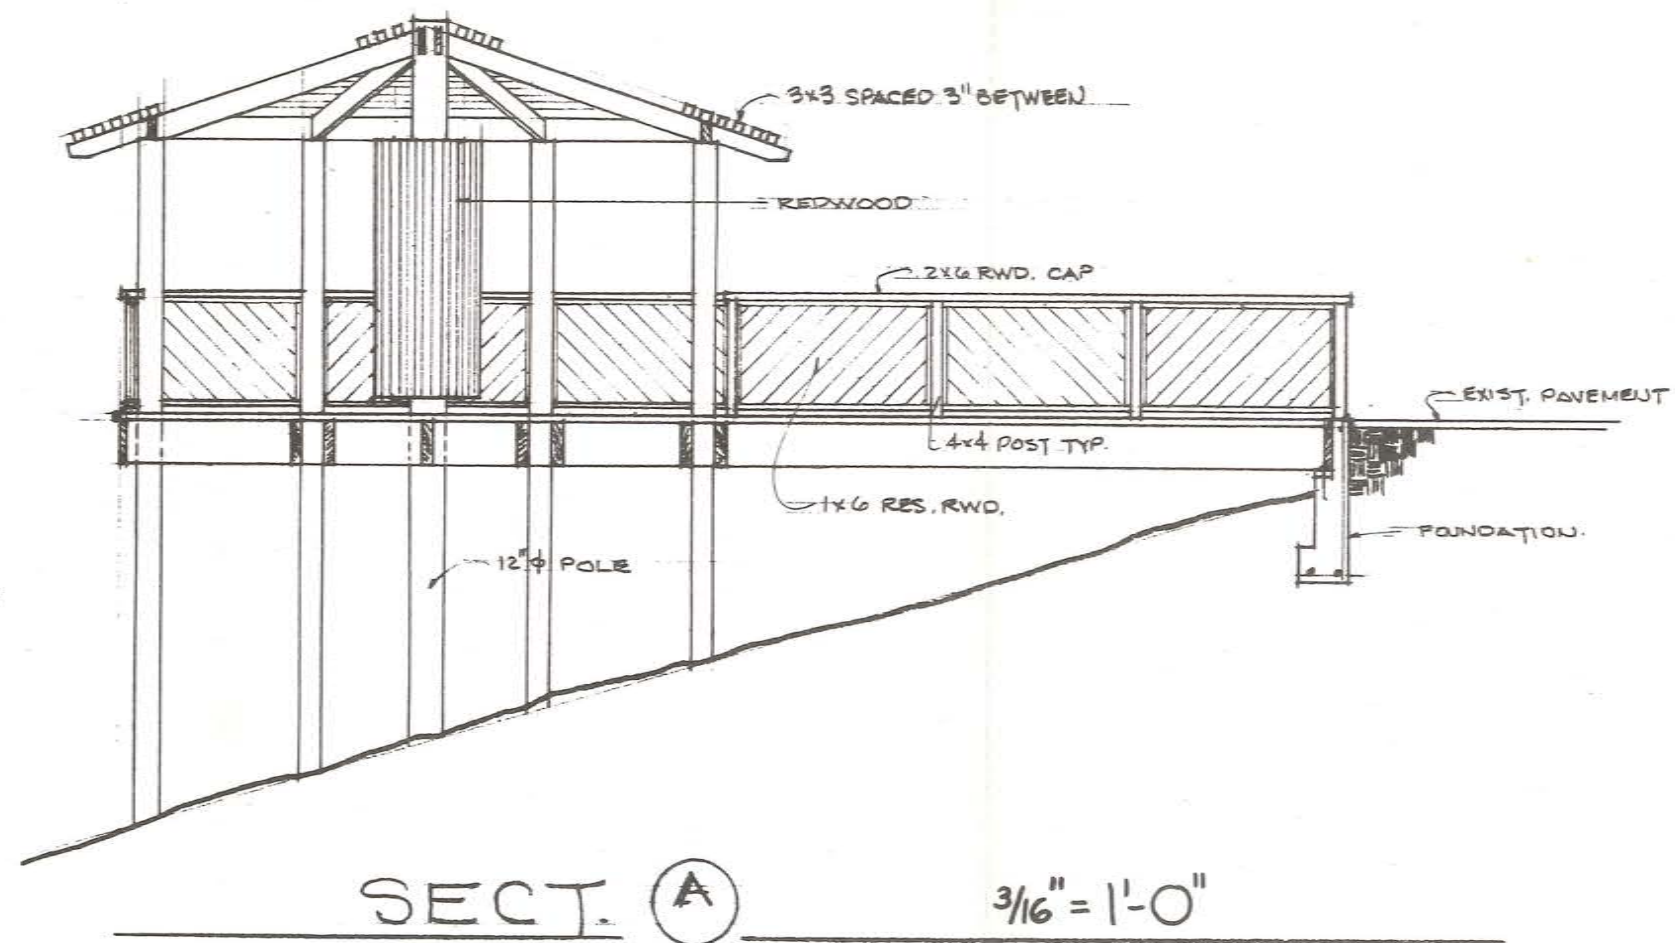 3x3 SPACED 3" BETWEEN
REDWOOD
2x6 RWD. CAP
EXIST. PAVEMENT
4x4 POST TYP.
1x6 RES. RWD.
FOUNDATION.
12"φ POLE
SECT. A 3/16" = 1'-0"